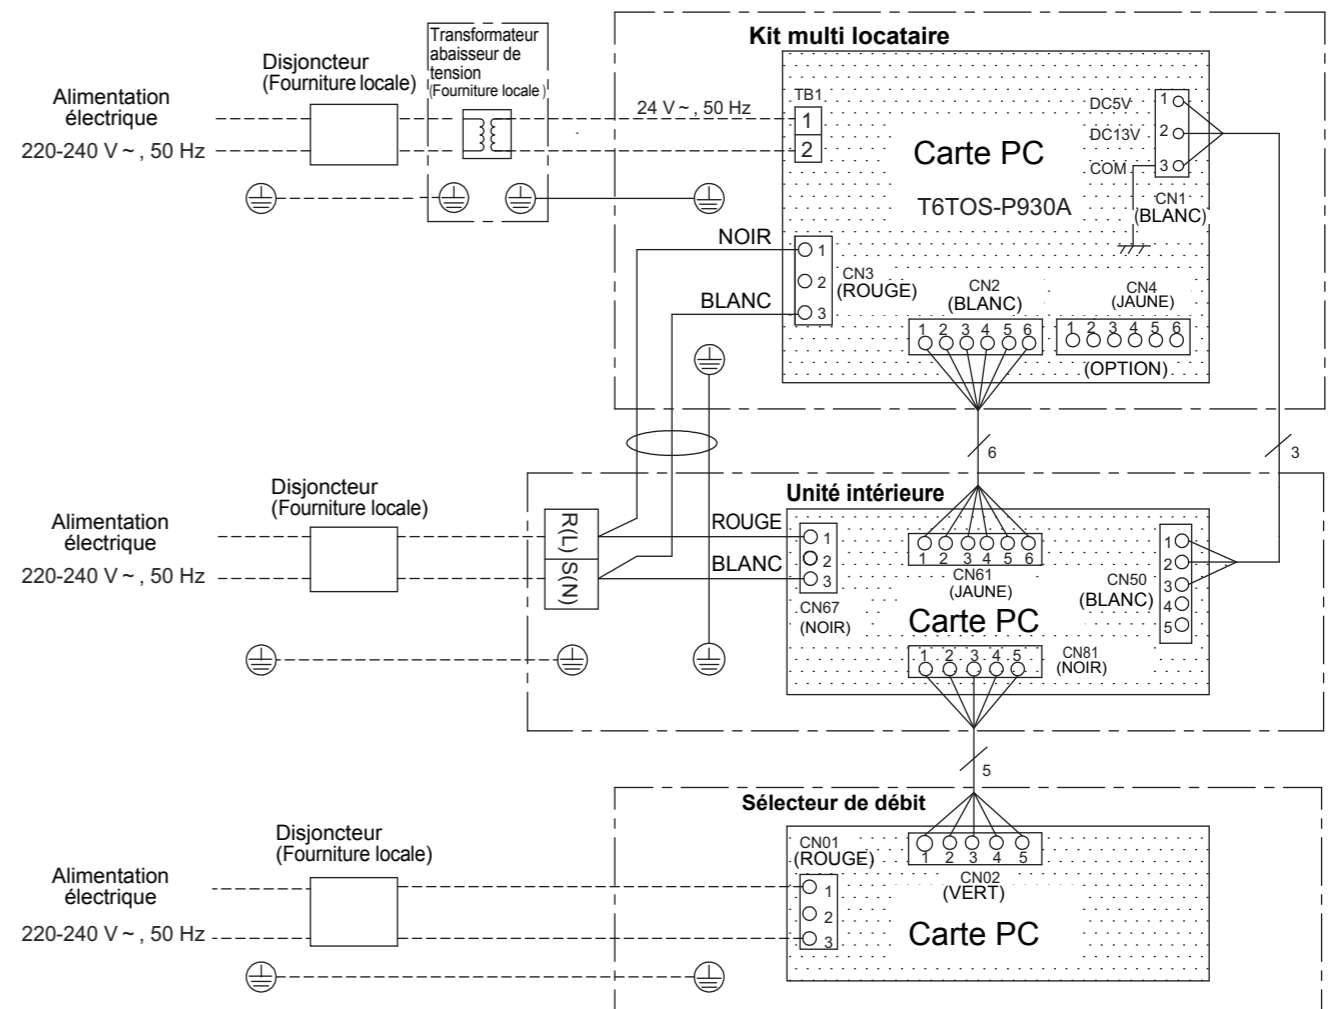 Kit multi locataire
Transformateur
abaisseur de
tension
(Fourniture locale)
Disjoncteur
(Fourniture locale)
Alimentation
électrique
220-240 V ~ , 50 Hz
24 V ~ , 50 Hz
TB1
1
2
Carte PC
T6TOS-P930A
DC5V
DC13V
COM
1
2
3
CN1
(BLANC)
NOIR
BLANC
1
2
3
CN3
(ROUGE)
CN2
(BLANC)
1 2 3 4 5 6
CN4
(JAUNE)
1 2 3 4 5 6
(OPTION)
6
3
Unité intérieure
Disjoncteur
(Fourniture locale)
Alimentation
électrique
220-240 V ~ , 50 Hz
R(L)
S(N)
ROUGE
BLANC
1
2
3
CN67
(NOIR)
1 2 3 4 5 6
CN61
(JAUNE)
Carte PC
CN50
(BLANC)
1
2
3
4
5
1 2 3 4 5
CN81
(NOIR)
5
Sélecteur de débit
Disjoncteur
(Fourniture locale)
Alimentation
électrique
220-240 V ~ , 50 Hz
CN01
(ROUGE)
1
2
3
1 2 3 4 5
CN02
(VERT)
Carte PC